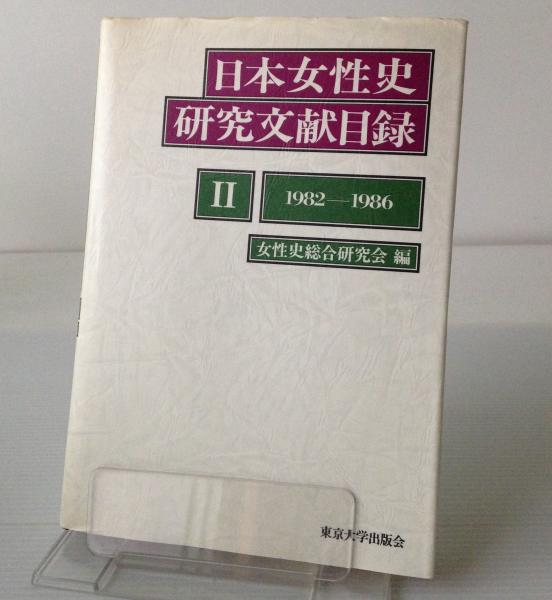 日本女性史
研究文献目録
II
1982—1986
女性史総合研究会 編
東京大学出版会